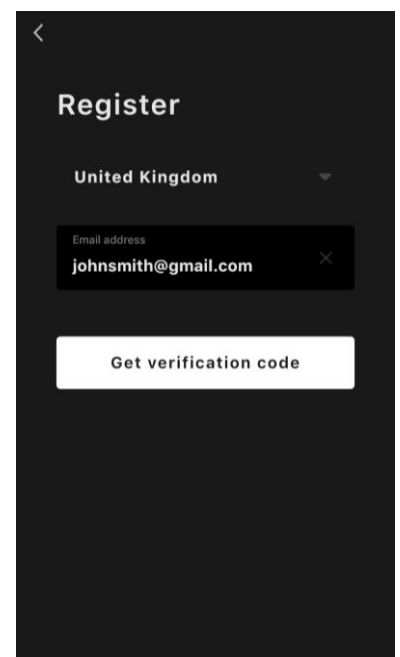 Register
United Kingdom
Email address
johnsmith@gmail.com
Get verification code